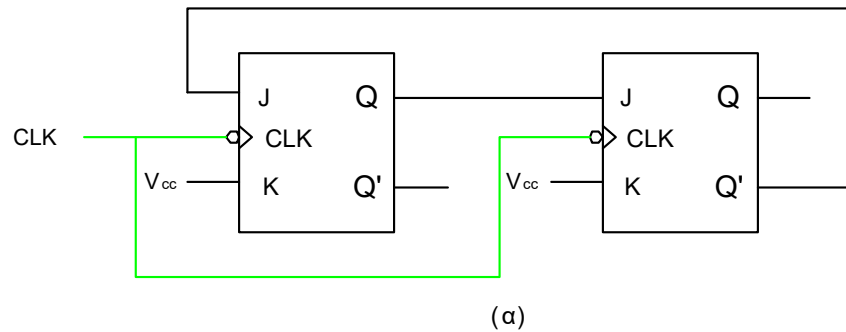 J Q J Q
CLK CLK CLK
Vcc K Q' Vcc K Q'
(α)